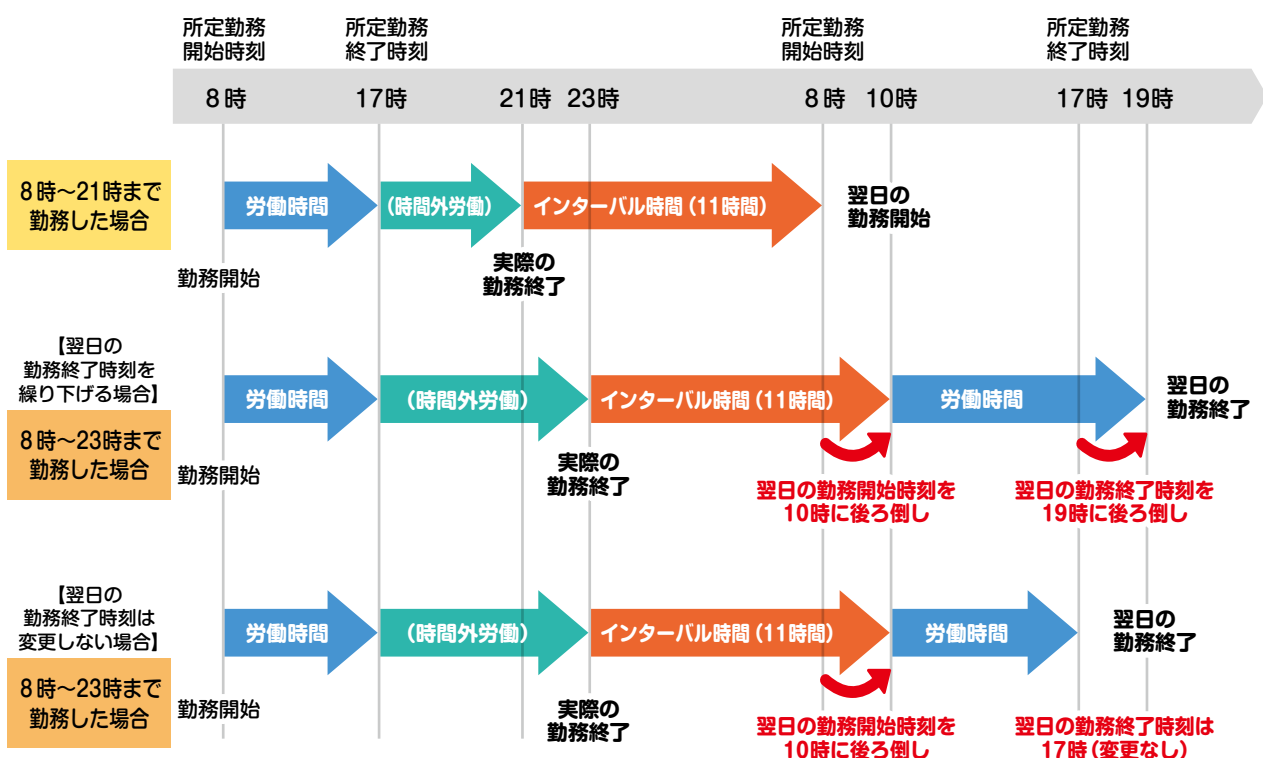 所定勤務
開始時刻
所定勤務
終了時刻
所定勤務
開始時刻
所定勤務
終了時刻
8時 17時 21時 23時 8時 10時 17時 19時
8時～21時まで
勤務した場合
労働時間
(時間外労働)
インターバル時間(11時間)
翌日の
勤務開始
勤務開始
実際の
勤務終了
【翌日の
勤務終了時刻を
繰り下げる場合】
8時～23時まで
勤務した場合
労働時間
(時間外労働)
インターバル時間(11時間)
労働時間
翌日の
勤務終了
勤務開始
実際の
勤務終了
翌日の勤務開始時刻を
10時に後ろ倒し
翌日の勤務終了時刻を
19時に後ろ倒し
【翌日の
勤務終了時刻は
変更しない場合】
8時～23時まで
勤務した場合
労働時間
(時間外労働)
インターバル時間(11時間)
労働時間
翌日の
勤務終了
勤務開始
実際の
勤務終了
翌日の勤務開始時刻を
10時に後ろ倒し
翌日の勤務終了時刻は
17時(変更なし)